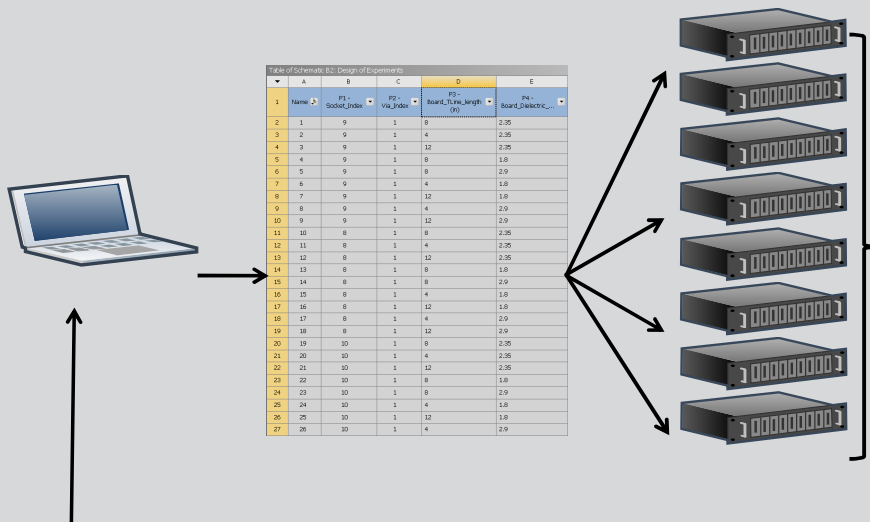 Table of Schematic B2: Design of Experiments
A B C D E
1 Name P1 - Socket_Index P2 - Via_Index P3 - Board_TLine_length (in) P4 - Board_Dielectric_...
2 1 9 1 8 2.35
3 2 9 1 4 2.35
4 3 9 1 12 2.35
5 4 9 1 8 1.8
6 5 9 1 8 2.9
7 6 9 1 4 1.8
8 7 9 1 12 1.8
9 8 9 1 4 2.9
10 9 9 1 12 2.9
11 10 8 1 8 2.35
12 11 8 1 4 2.35
13 12 8 1 12 2.35
14 13 8 1 8 1.8
15 14 8 1 8 2.9
16 15 8 1 4 1.8
17 16 8 1 12 1.8
18 17 8 1 4 2.9
19 18 8 1 12 2.9
20 19 10 1 8 2.35
21 20 10 1 4 2.35
22 21 10 1 12 2.35
23 22 10 1 8 1.8
24 23 10 1 8 2.9
25 24 10 1 4 1.8
26 25 10 1 12 1.8
27 26 10 1 4 2.9